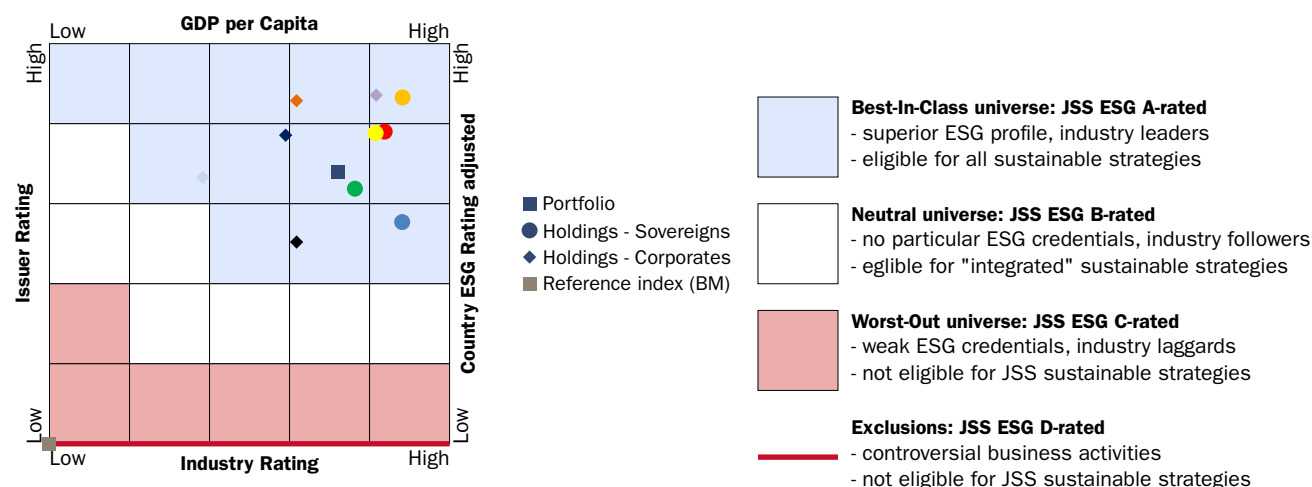 GDP per Capita
Low
High
High
High
Issuer Rating
Country ESG Rating adjusted
Low
Low
Low
High
Industry Rating
Portfolio
Holdings - Sovereigns
Holdings - Corporates
Reference index (BM)
Best-In-Class universe: JSS ESG A-rated
- superior ESG profile, industry leaders
- eligible for all sustainable strategies
Neutral universe: JSS ESG B-rated
- no particular ESG credentials, industry followers
- eglible for "integrated" sustainable strategies
Worst-Out universe: JSS ESG C-rated
- weak ESG credentials, industry laggards
- not eligible for JSS sustainable strategies
Exclusions: JSS ESG D-rated
- controversial business activities
- not eligible for JSS sustainable strategies